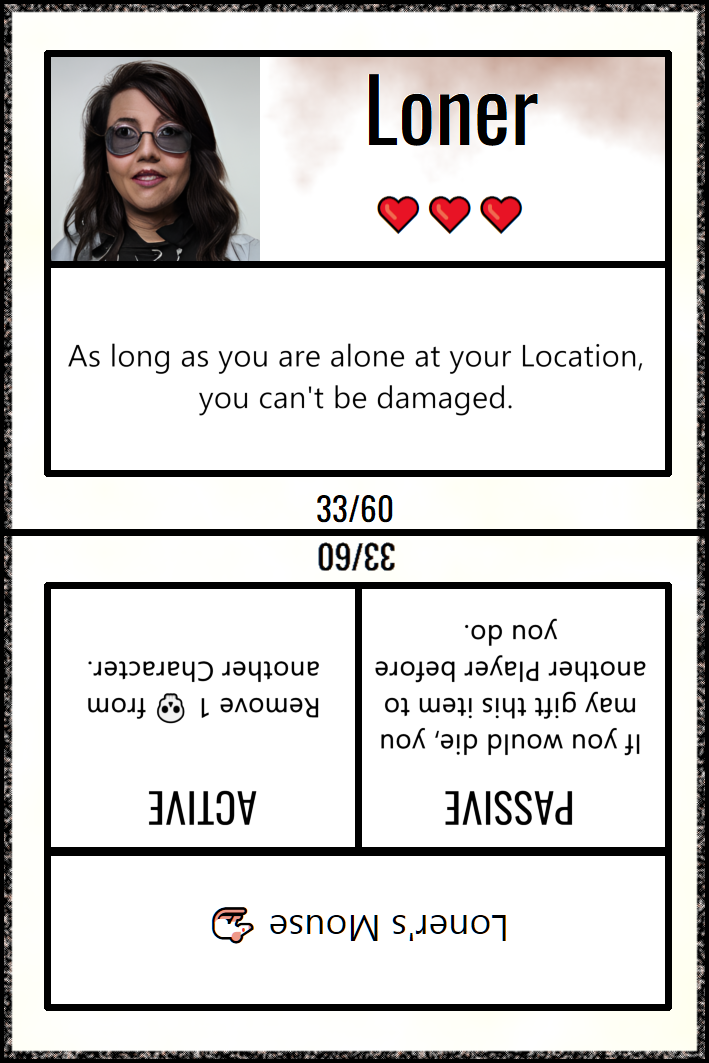 Loner
As long as you are alone at your Location,
you can't be damaged.
33/60
33/60
Loner's Mouse
PASSIVE
If you would die, you
may gift this item to
another Player before
you do.
ACTIVE
Remove 1 from
another Character.